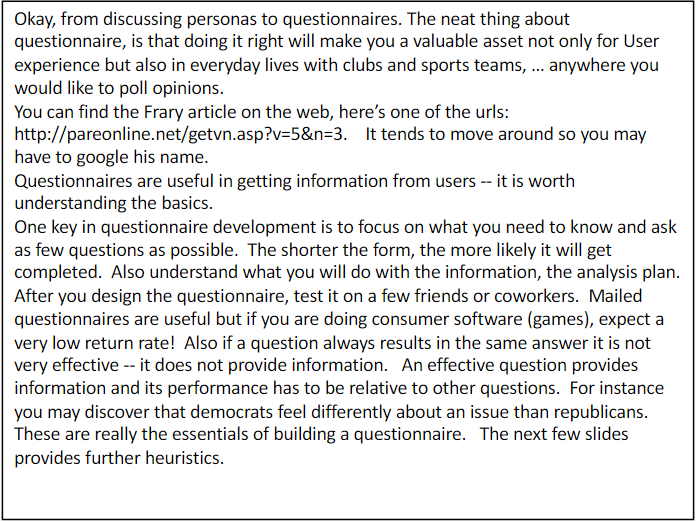 Okay, from discussing personas to questionnaires. The neat thing about
questionnaire, is that doing it right will make you a valuable asset not only for User
experience but also in everyday lives with clubs and sports teams, ... anywhere you
would like to poll opinions.
You can find the Frary article on the web, here's one of the urls:
http://pareonline.net/getvn.asp?v=5&n=3.    It tends to move around so you may
have to google his name.
Questionnaires are useful in getting information from users -- it is worth
understanding the basics.
One key in questionnaire development is to focus on what you need to know and ask
as few questions as possible.  The shorter the form, the more likely it will get
completed.  Also understand what you will do with the information, the analysis plan.
After you design the questionnaire, test it on a few friends or coworkers.  Mailed
questionnaires are useful but if you are doing consumer software (games), expect a
very low return rate!  Also if a question always results in the same answer it is not
very effective -- it does not provide information.   An effective question provides
information and its performance has to be relative to other questions.  For instance
you may discover that democrats feel differently about an issue than republicans.
These are really the essentials of building a questionnaire.   The next few slides
provides further heuristics.